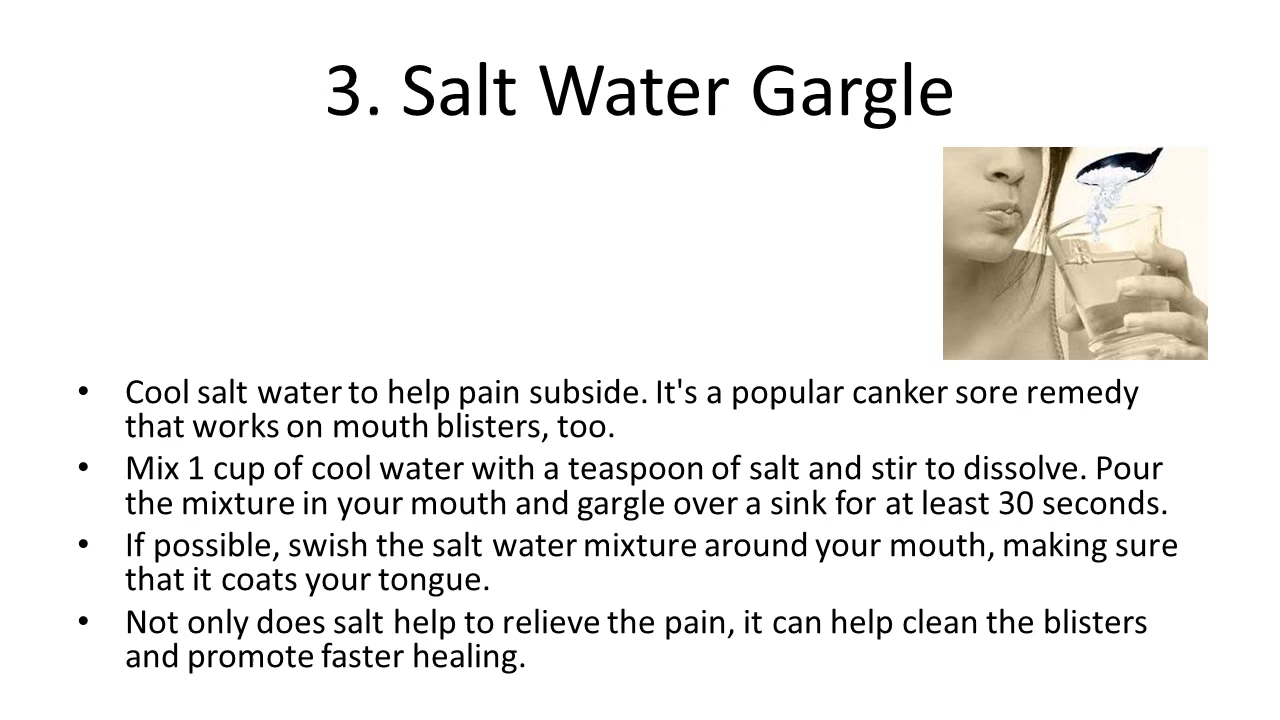 3. Salt Water Gargle
• Cool salt water to help pain subside. It's a popular canker sore remedy
that works on mouth blisters, too.
• Mix 1 cup of cool water with a teaspoon of salt and stir to dissolve. Pour
the mixture in your mouth and gargle over a sink for at least 30 seconds.
• If possible, swish the salt water mixture around your mouth, making sure
that it coats your tongue.
• Not only does salt help to relieve the pain, it can help clean the blisters
and promote faster healing.